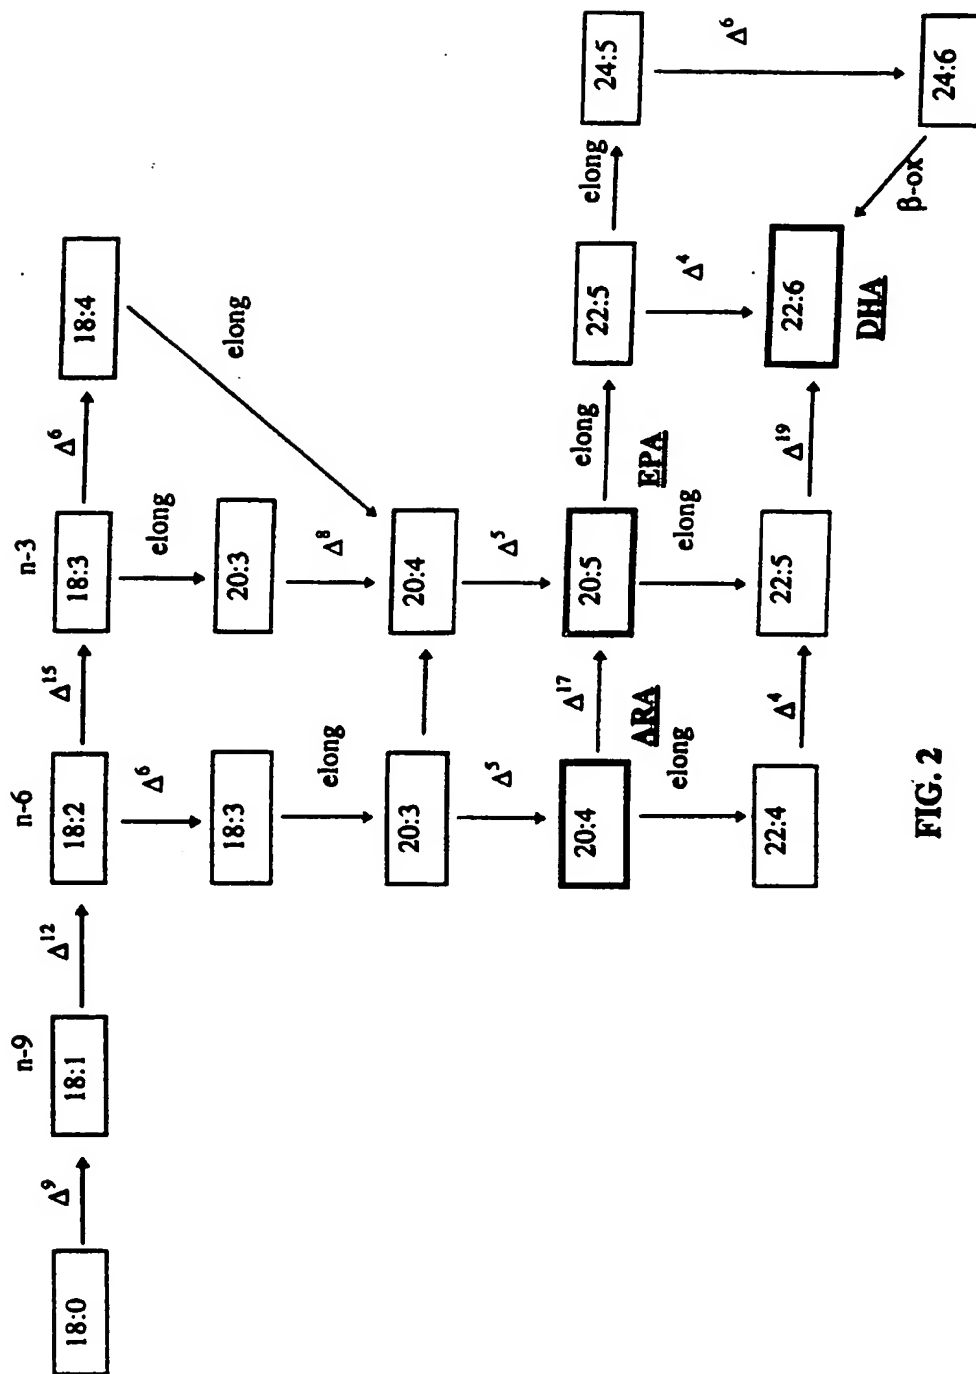 n-9 n-6 n-3
Δ⁹ Δ¹² Δ¹⁵ Δ⁶
18:0 18:1 18:2 18:3 18:4
Δ⁶ elong
18:3 20:3 elong
elong Δ⁸
20:3 20:4
Δ⁵ Δ⁵
Δ¹⁷ elong elong
20:4 20:5 22:5 24:5
ARA EPA
elong elong Δ⁴ Δ⁶
Δ⁴ Δ¹⁹
22:4 22:5 22:6
DHA
β-ox
24:6
FIG. 2